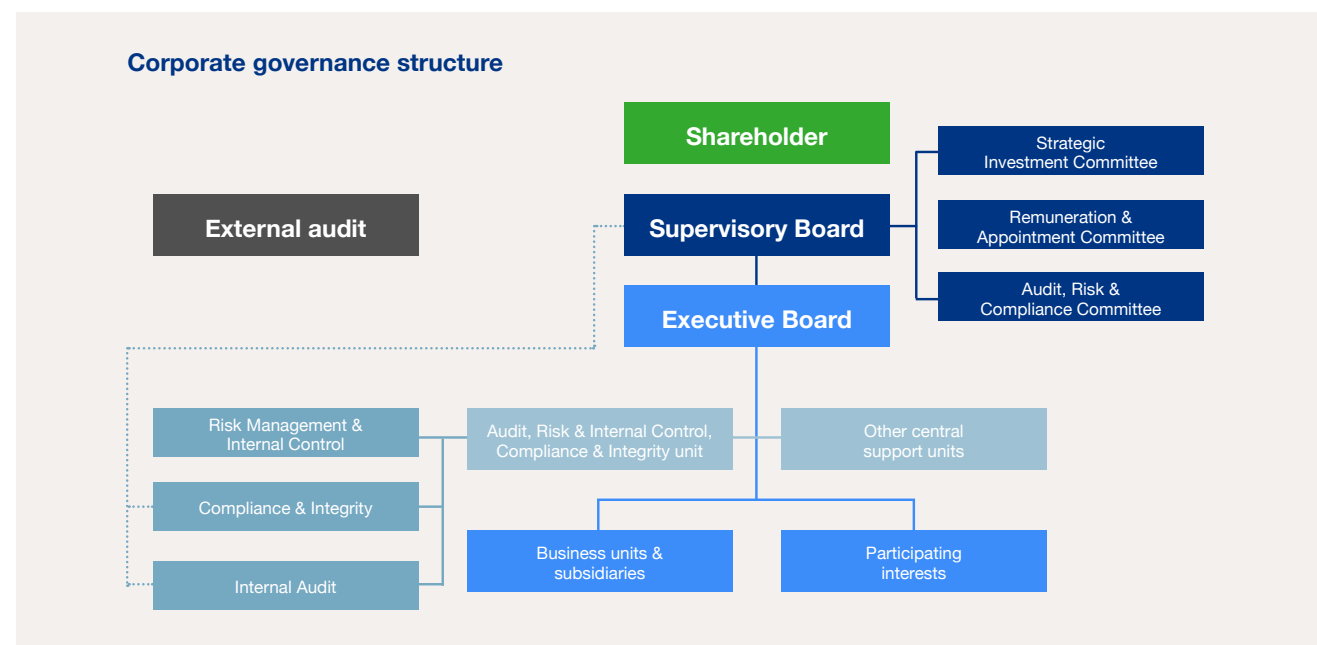 Corporate governance structure
Shareholder
Strategic
Investment Committee
External audit
Supervisory Board
Remuneration &
Appointment Committee
Executive Board
Audit, Risk &
Compliance Committee
Risk Management &
Internal Control
Audit, Risk & Internal Control,
Compliance & Integrity unit
Other central
support units
Compliance & Integrity
Business units &
subsidiaries
Participating
interests
Internal Audit